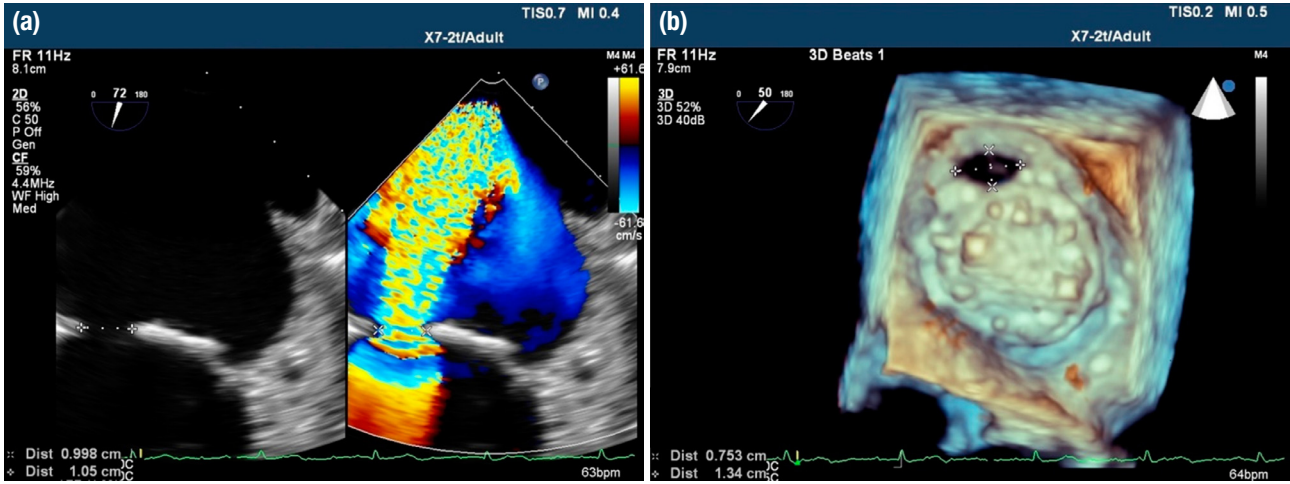 (a)
TIS0.7 MI 0.4
X7-2t/Adult
FR 11Hz
8.1cm
M4 M4
+61.6
2D
56%
C 50
P Off
Gen
CF
59%
4.4MHz
WF High
Med
0 72 180
P
-61.6
cm/s
Dist 0.998 cm
Dist 1.05 cm
63bpm
(b)
TIS0.2 MI 0.5
X7-2t/Adult
FR 11Hz
7.9cm
3D Beats 1
M4
3D
3D 52%
3D 40dB
0 50 180
Dist 0.753 cm
Dist 1.34 cm
64bpm